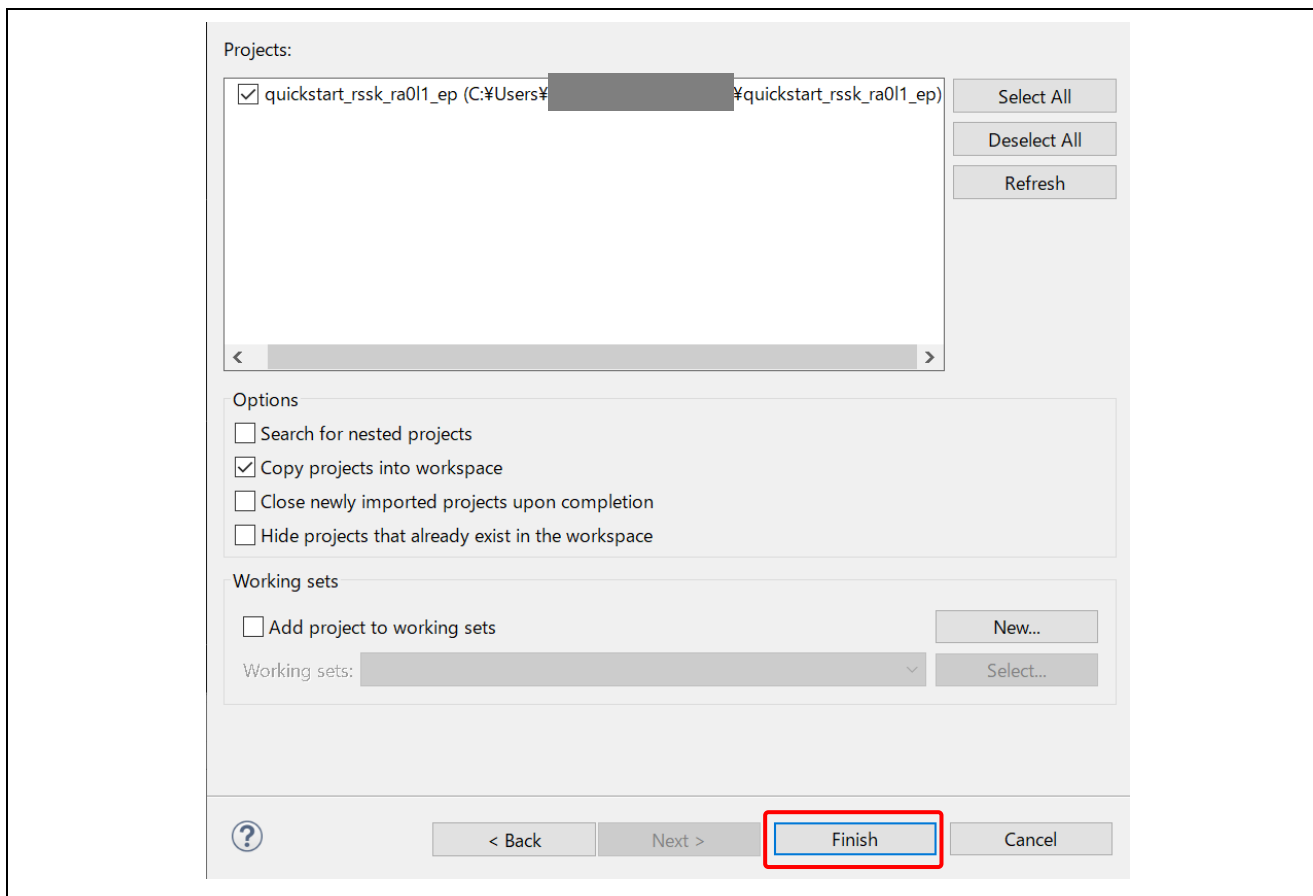 Projects:
quickstart_rssk_ra0l1_ep (C:¥Users¥ ¥quickstart_rssk_ra0l1_ep)
Select All
Deselect All
Refresh
Options
Search for nested projects
Copy projects into workspace
Close newly imported projects upon completion
Hide projects that already exist in the workspace
Working sets
Add project to working sets
New...
Working sets:
Select...
?
< Back
Next >
Finish
Cancel